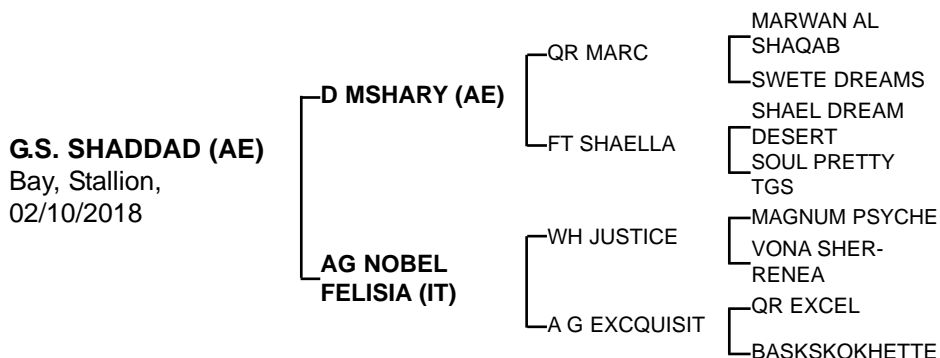 G.S. SHADDAD (AE)
Bay, Stallion,
02/10/2018
D MSHARY (AE)
AG NOBEL
FELISIA (IT)
QR MARC
FT SHAELLA
WH JUSTICE
A G EXCQUISIT
MARWAN AL
SHAQAB
SWETE DREAMS
SHAEL DREAM
DESERT
SOUL PRETTY
TGS
MAGNUM PSYCHE
VONA SHER-
RENEA
QR EXCEL
BASKSKOKHETTE